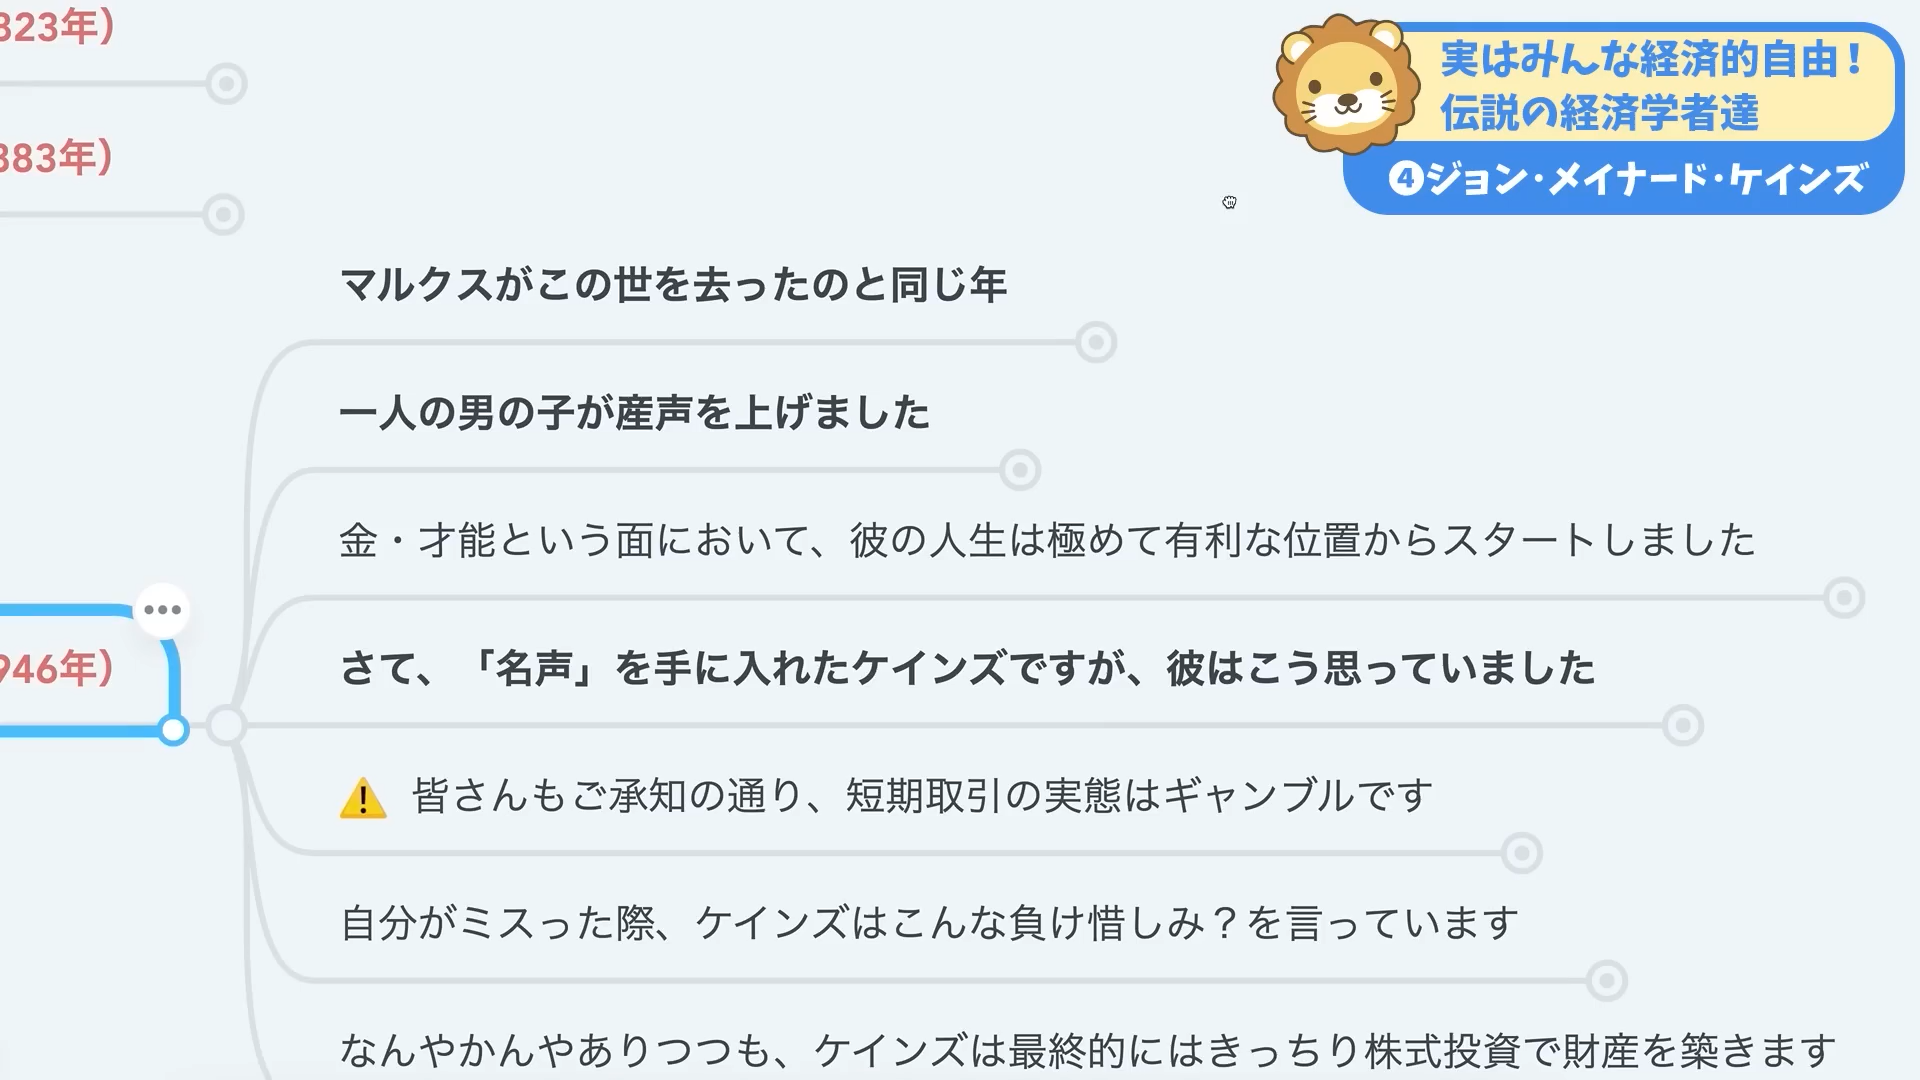 823年)
883年)
実はみんな経済的自由！
伝説の経済学者達
❹ジョン・メイナード・ケインズ
マルクスがこの世を去ったのと同じ年
一人の男の子が産声を上げました
金・才能という面において、彼の人生は極めて有利な位置からスタートしました
946年)
さて、「名声」を手に入れたケインズですが、彼はこう思っていました
皆さんもご承知の通り、短期取引の実態はギャンブルです
自分がミスった際、ケインズはこんな負け惜しみ？を言っています
なんやかんやありつつも、ケインズは最終的にはきっちり株式投資で財産を築きます